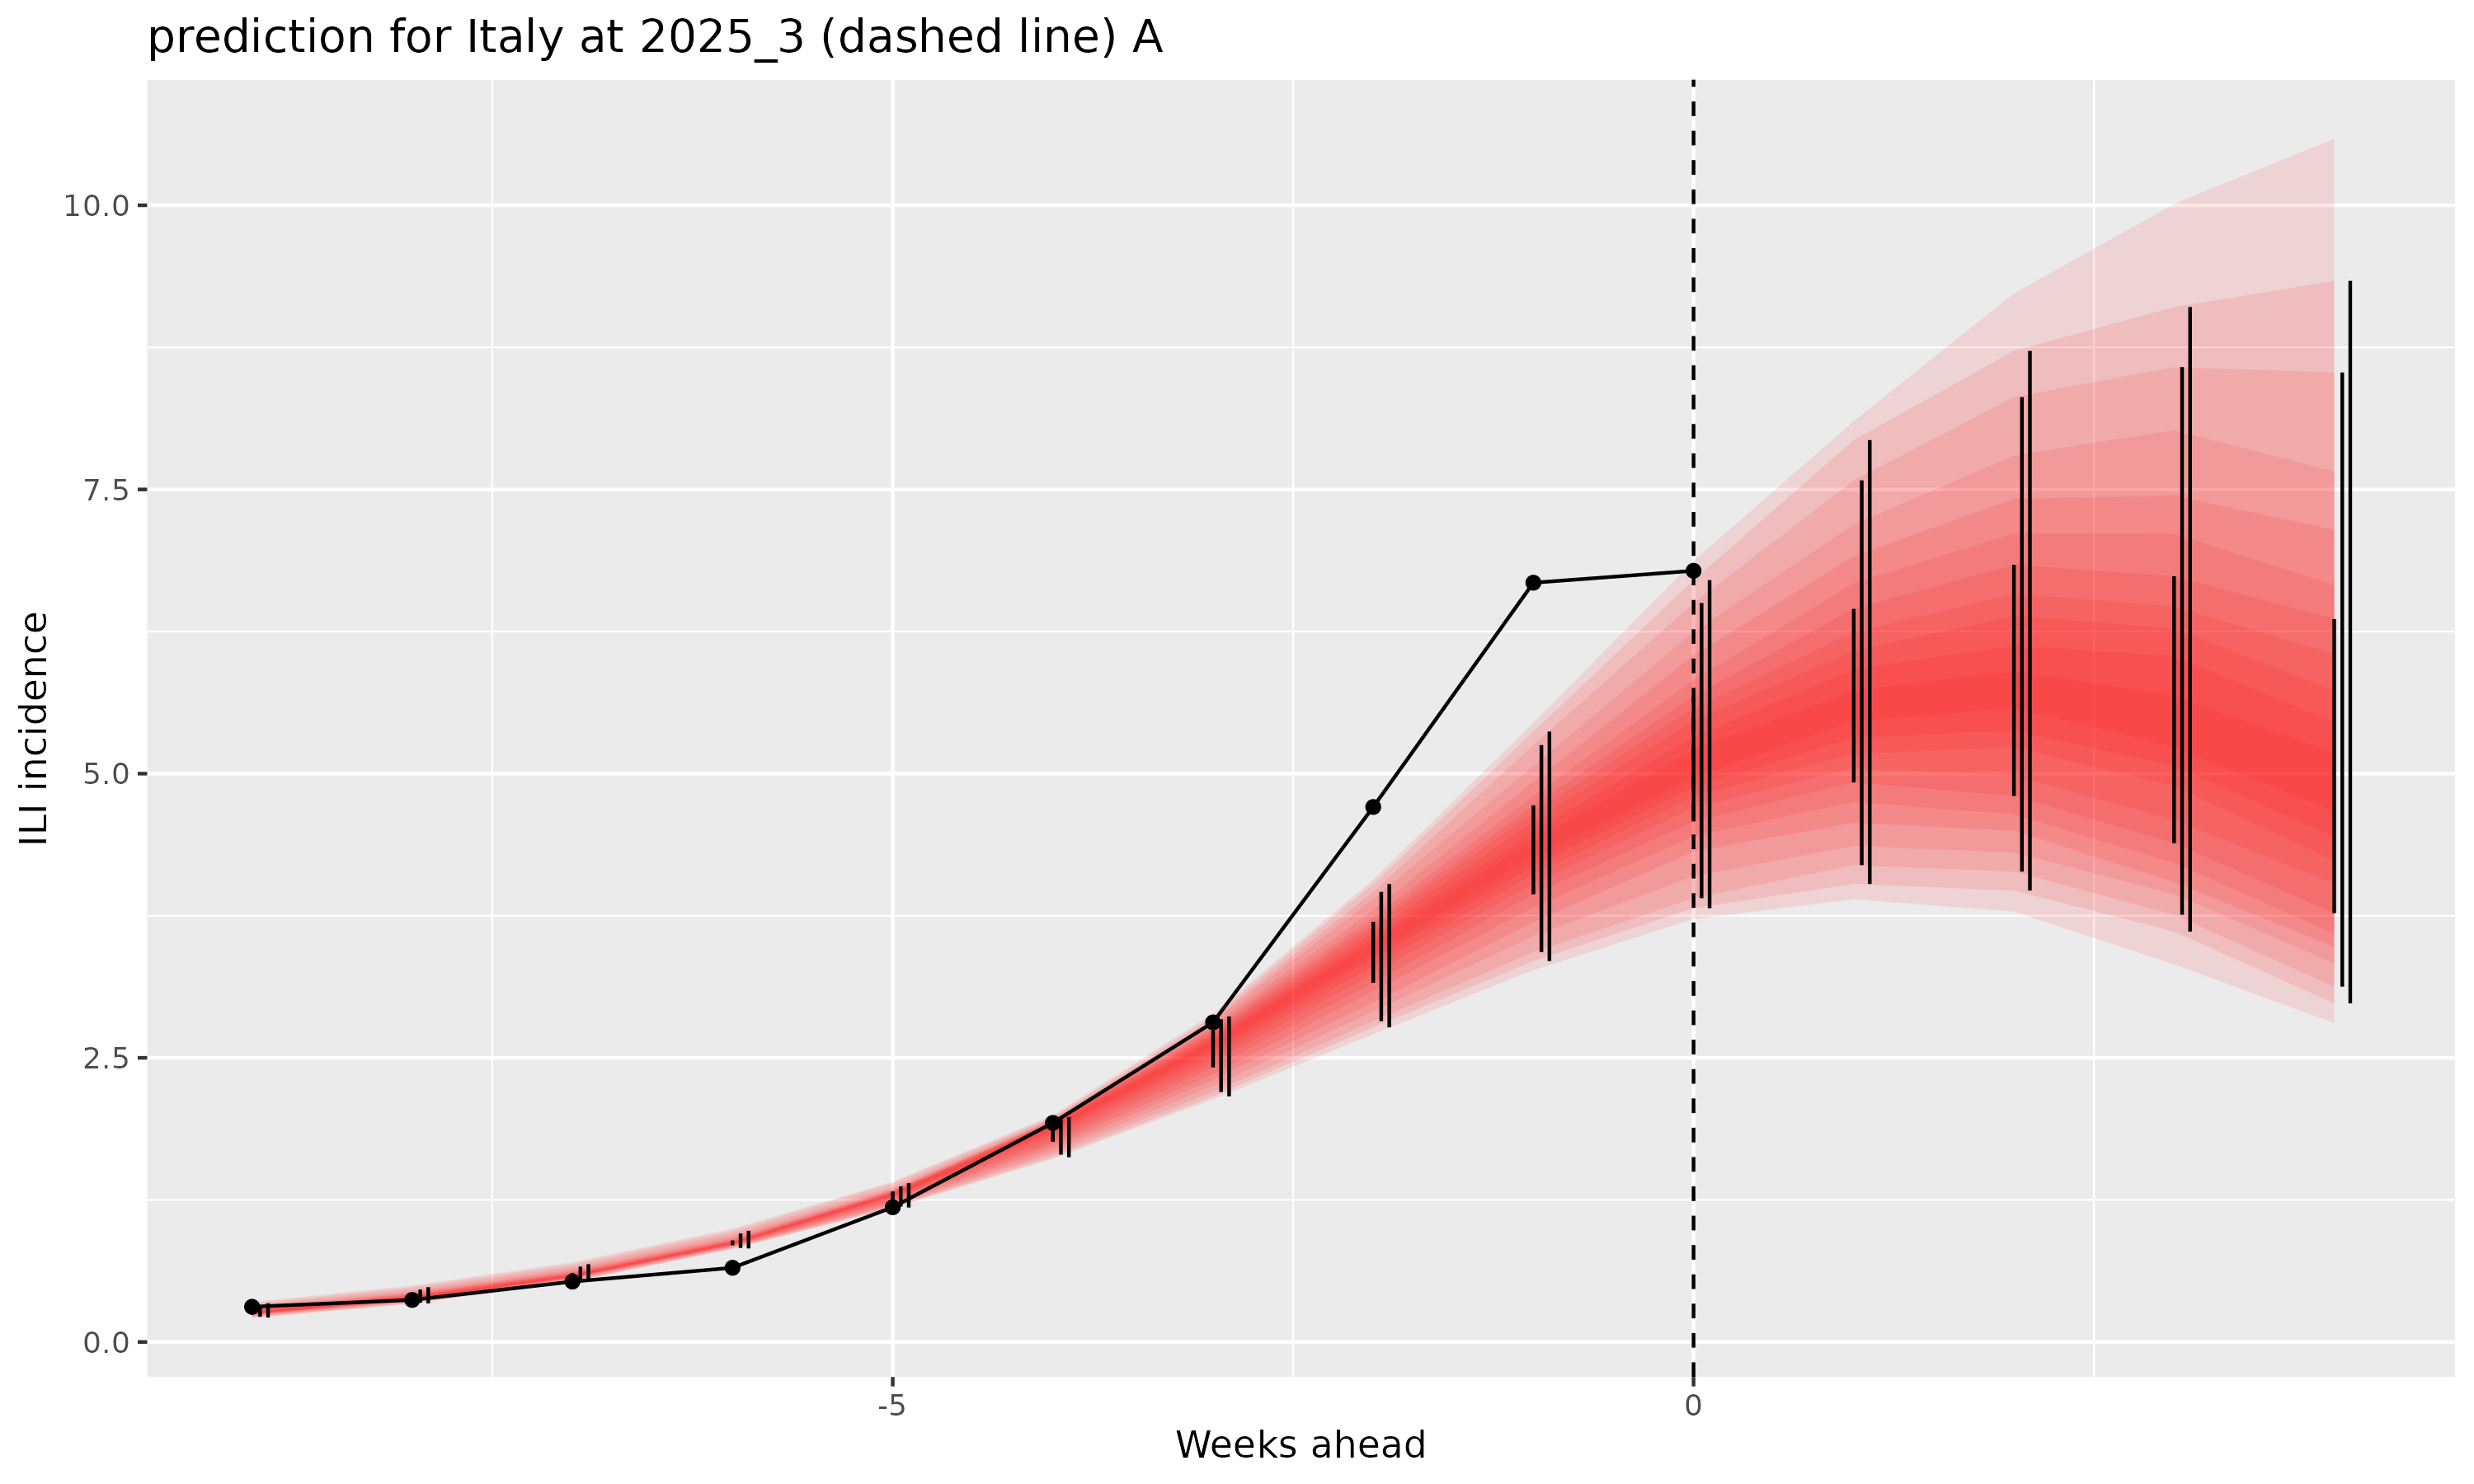 prediction for Italy at 2025_3 (dashed line) A
ILI incidence
10.0
7.5
5.0
2.5
0.0
-5
0
Weeks ahead